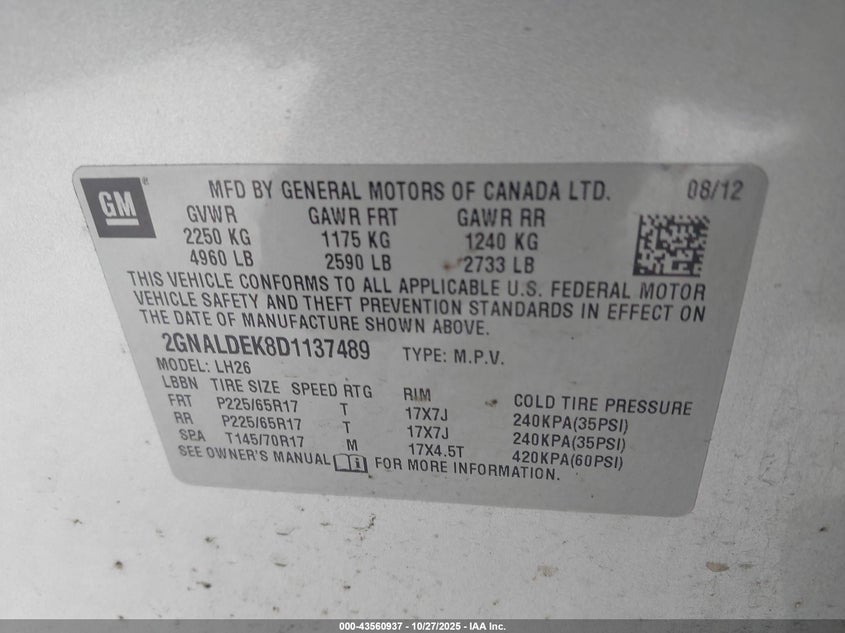 GM®
MFD BY GENERAL MOTORS OF CANADA LTD. 08/12
GVWR GAWR FRT GAWR RR
2250 KG 1175 KG 1240 KG
4960 LB 2590 LB 2733 LB
THIS VEHICLE CONFORMS TO ALL APPLICABLE U.S. FEDERAL MOTOR
VEHICLE SAFETY AND THEFT PREVENTION STANDARDS IN EFFECT ON
THE DATE OF MANUFACTURE SHOWN ABOVE.
2GNALDEK8D1137489 TYPE: M.P.V.
MODEL: LH26
LBBN TIRE SIZE SPEED RTG RIM COLD TIRE PRESSURE
FRT P225/65R17 T 17X7J 240KPA(35PSI)
RR P225/65R17 T 17X7J 240KPA(35PSI)
SPA T145/70R17 M 17X4.5T 420KPA(60PSI)
SEE OWNER'S MANUAL FOR MORE INFORMATION.
000-43560937 - 10/27/2025 - IAA Inc.